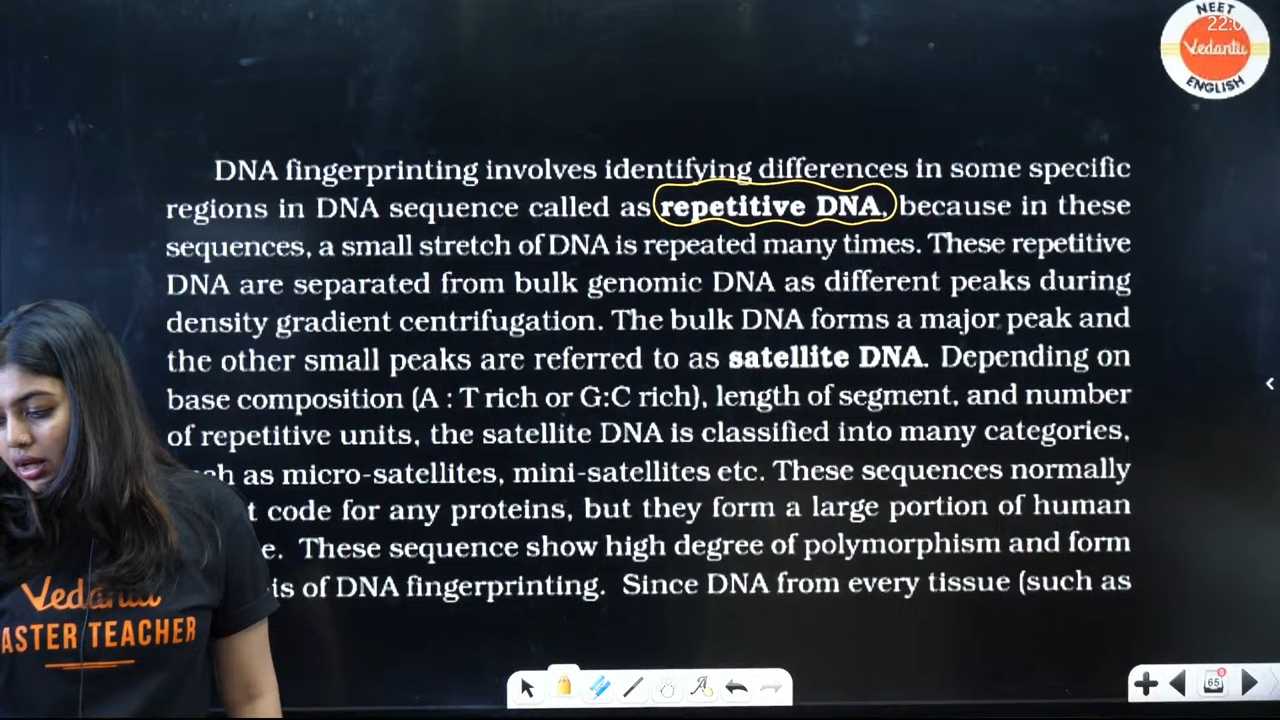 NEET
22:0
Vedantu
ENGLISH
DNA fingerprinting involves identifying differences in some specific
regions in DNA sequence called as repetitive DNA, because in these
sequences, a small stretch of DNA is repeated many times. These repetitive
DNA are separated from bulk genomic DNA as different peaks during
density gradient centrifugation. The bulk DNA forms a major peak and
the other small peaks are referred to as satellite DNA. Depending on
base composition (A : T rich or G:C rich), length of segment, and number
of repetitive units, the satellite DNA is classified into many categories,
ch as micro-satellites, mini-satellites etc. These sequences normally
t code for any proteins, but they form a large portion of human
e. These sequence show high degree of polymorphism and form
is of DNA fingerprinting. Since DNA from every tissue (such as
Vedantu
ASTER TEACHER
65